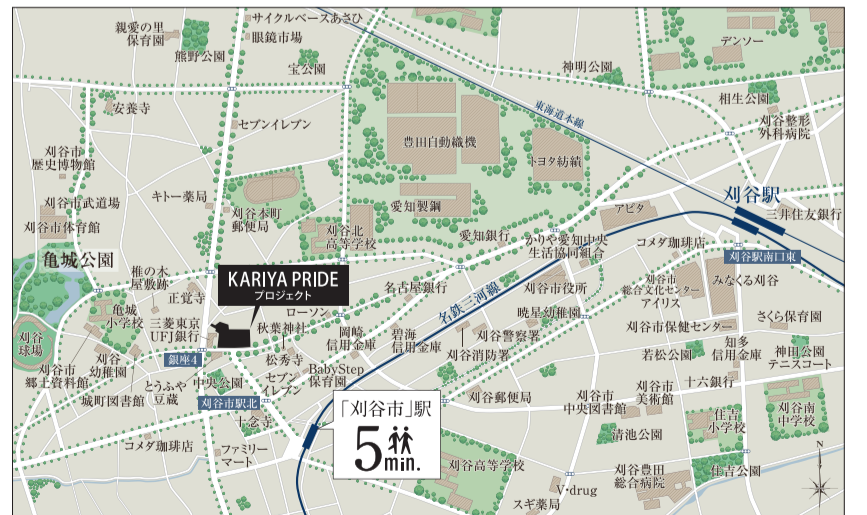 サイクルベースあさひ
親愛の里
保育園
眼鏡市場
熊野公園
宝公園
神明公園
デンソー
安養寺
東海道本線
相生公園
セブンイレブン
豊田自動織機
刈谷整形
外科病院
トヨタ紡績
刈谷市
歴史博物館
キトー薬局
刈谷駅
刈谷市武道場
刈谷本町
郵便局
愛知製鋼
アピタ
三井住友銀行
刈谷市体育館
刈谷北
高等学校
愛知銀行
かりや愛知中央
生活協同組合
コメダ珈琲店
刈谷駅南口東
亀城公園
椎の木
屋敷跡
KARIYA PRIDE
プロジェクト
名古屋銀行
名鉄三河線
刈谷市役所
刈谷市
総合文化センター
アイリス
みなくる刈谷
正覚寺
亀城
小学校
ローソン
暁星幼稚園
さくら保育園
三菱東京
UFJ銀行
秋葉神社
岡崎
信用金庫
碧海
信用金庫
刈谷警察署
刈谷消防署
刈谷市保健センター
刈谷
球場
銀座4
松秀寺
若松公園
知多
信用金庫
神田公園
テニスコート
刈谷市
郷土資料館
刈谷
幼稚園
中央公園
セブン
イレブン
BabyStep
保育園
城町図書館
とうふや
豆蔵
刈谷市駅北
刈谷郵便局
刈谷市
中央図書館
刈谷市
美術館
十六銀行
「刈谷市」駅
5
min.
十念寺
住吉
小学校
刈谷南
中学校
コメダ珈琲店
ファミリー
マート
清池公園
刈谷高等学校
刈谷豊田
総合病院
住吉公園
V・drug
スギ薬局
N